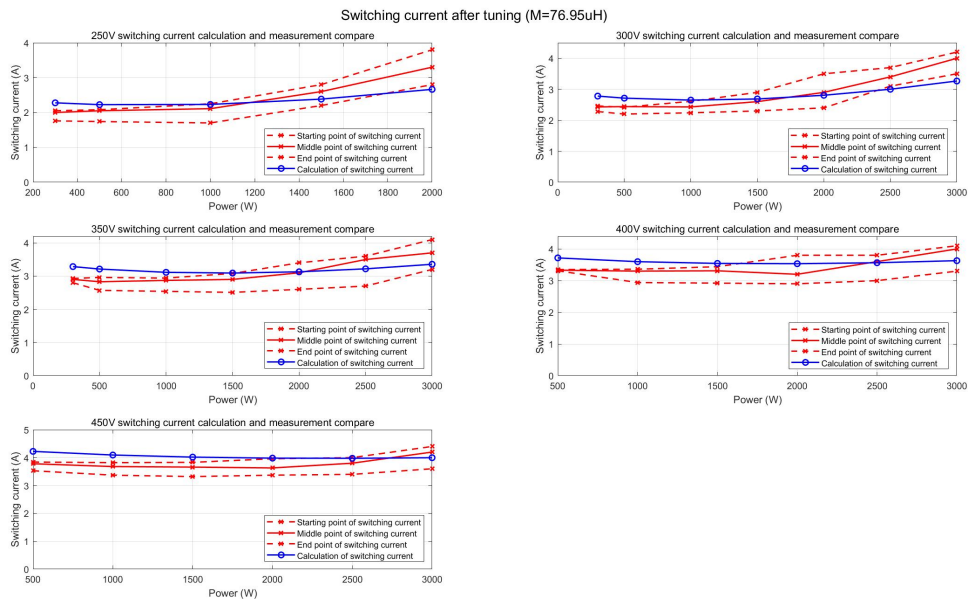 Switching current after tuning (M=76.95uH)
250V switching current calculation and measurement compare
Switching current (A)
4
3
2
1
0
Starting point of switching current
Middle point of switching current
End point of switching current
Calculation of switching current
200 400 600 800 1000 1200 1400 1600 1800 2000
Power (W)
300V switching current calculation and measurement compare
Switching current (A)
4
3
2
1
0
Starting point of switching current
Middle point of switching current
End point of switching current
Calculation of switching current
0 500 1000 1500 2000 2500 3000
Power (W)
350V switching current calculation and measurement compare
Switching current (A)
4
3
2
1
0
Starting point of switching current
Middle point of switching current
End point of switching current
Calculation of switching current
0 500 1000 1500 2000 2500 3000
Power (W)
400V switching current calculation and measurement compare
Switching current (A)
4
3
2
1
0
Starting point of switching current
Middle point of switching current
End point of switching current
Calculation of switching current
500 1000 1500 2000 2500 3000
Power (W)
450V switching current calculation and measurement compare
Switching current (A)
5
4
3
2
1
0
Starting point of switching current
Middle point of switching current
End point of switching current
Calculation of switching current
500 1000 1500 2000 2500 3000
Power (W)